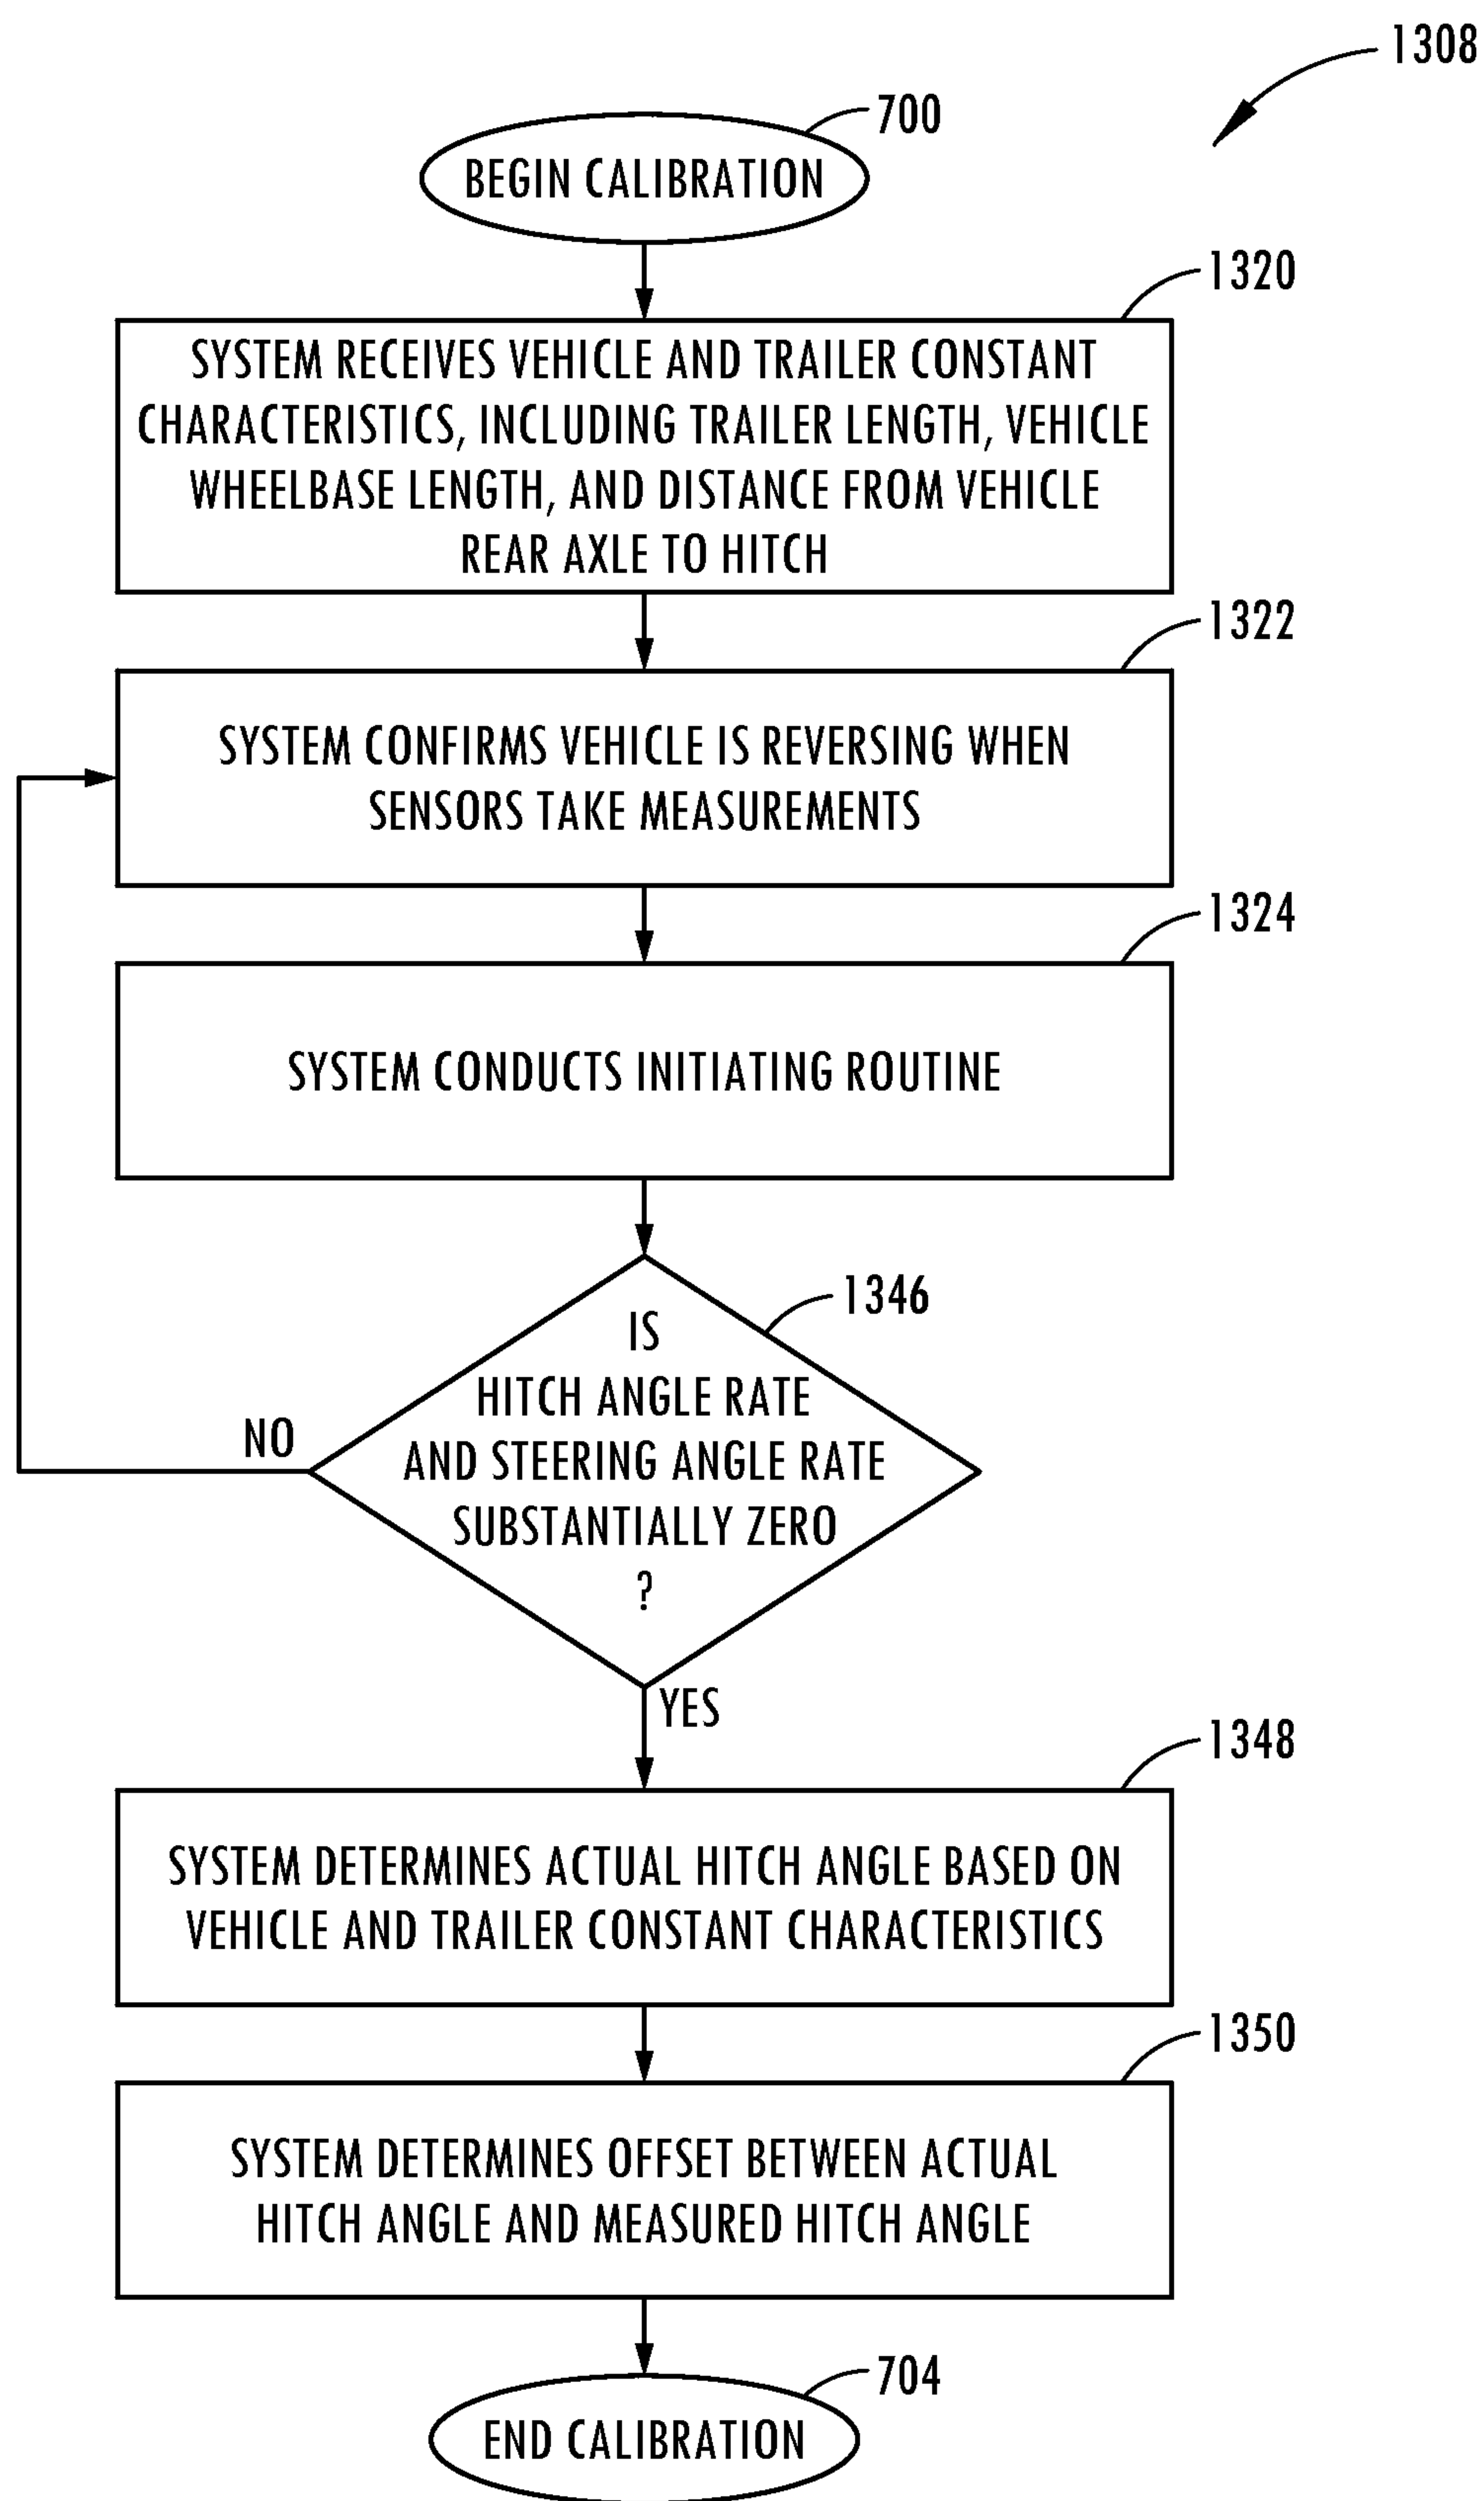 1308
700
BEGIN CALIBRATION
1320
SYSTEM RECEIVES VEHICLE AND TRAILER CONSTANT
CHARACTERISTICS, INCLUDING TRAILER LENGTH, VEHICLE
WHEELBASE LENGTH, AND DISTANCE FROM VEHICLE
REAR AXLE TO HITCH
1322
SYSTEM CONFIRMS VEHICLE IS REVERSING WHEN
SENSORS TAKE MEASUREMENTS
1324
SYSTEM CONDUCTS INITIATING ROUTINE
1346
IS
HITCH ANGLE RATE
AND STEERING ANGLE RATE
SUBSTANTIALLY ZERO
?
NO
YES
1348
SYSTEM DETERMINES ACTUAL HITCH ANGLE BASED ON
VEHICLE AND TRAILER CONSTANT CHARACTERISTICS
1350
SYSTEM DETERMINES OFFSET BETWEEN ACTUAL
HITCH ANGLE AND MEASURED HITCH ANGLE
704
END CALIBRATION